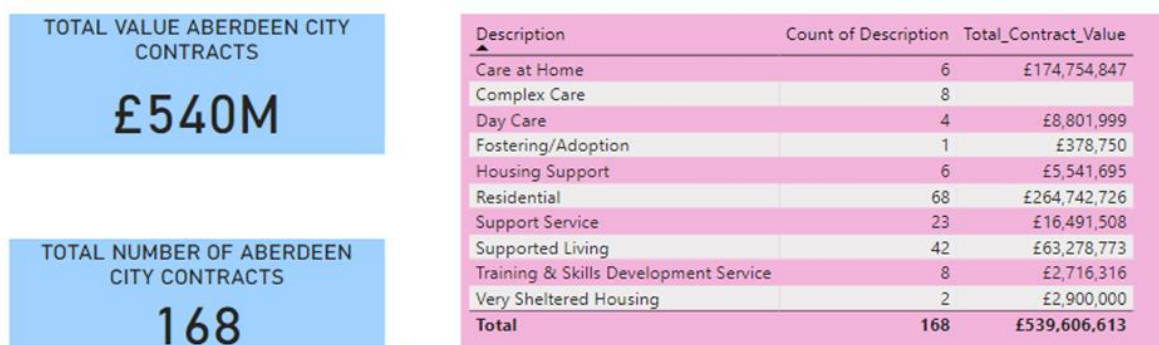 TOTAL VALUE ABERDEEN CITY
CONTRACTS
£540M
TOTAL NUMBER OF ABERDEEN
CITY CONTRACTS
168
Description Count of Description Total_Contract_Value
Care at Home 6 £174,754,847
Complex Care 8
Day Care 4 £8,801,999
Fostering/Adoption 1 £378,750
Housing Support 6 £5,541,695
Residential 68 £264,742,726
Support Service 23 £16,491,508
Supported Living 42 £63,278,773
Training & Skills Development Service 8 £2,716,316
Very Sheltered Housing 2 £2,900,000
Total 168 £539,606,613